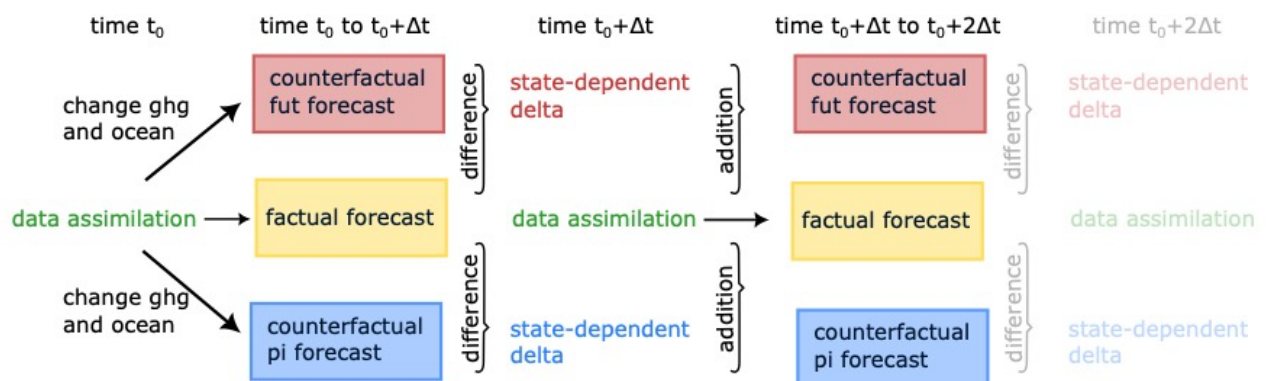 time t₀
time t₀ to t₀+Δt
time t₀+Δt
time t₀+Δt to t₀+2Δt
time t₀+2Δt
change ghg
and ocean
counterfactual
fut forecast
difference
state-dependent
delta
addition
counterfactual
fut forecast
difference
state-dependent
delta
data assimilation
factual forecast
data assimilation
factual forecast
data assimilation
change ghg
and ocean
counterfactual
pi forecast
difference
state-dependent
delta
addition
counterfactual
pi forecast
difference
state-dependent
delta